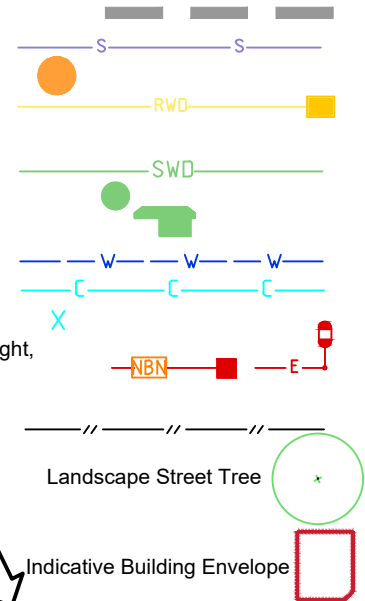 S S
RWD
SWD
W W W
C C C
X
ght,
NBN E
// // //
Landscape Street Tree
Indicative Building Envelope